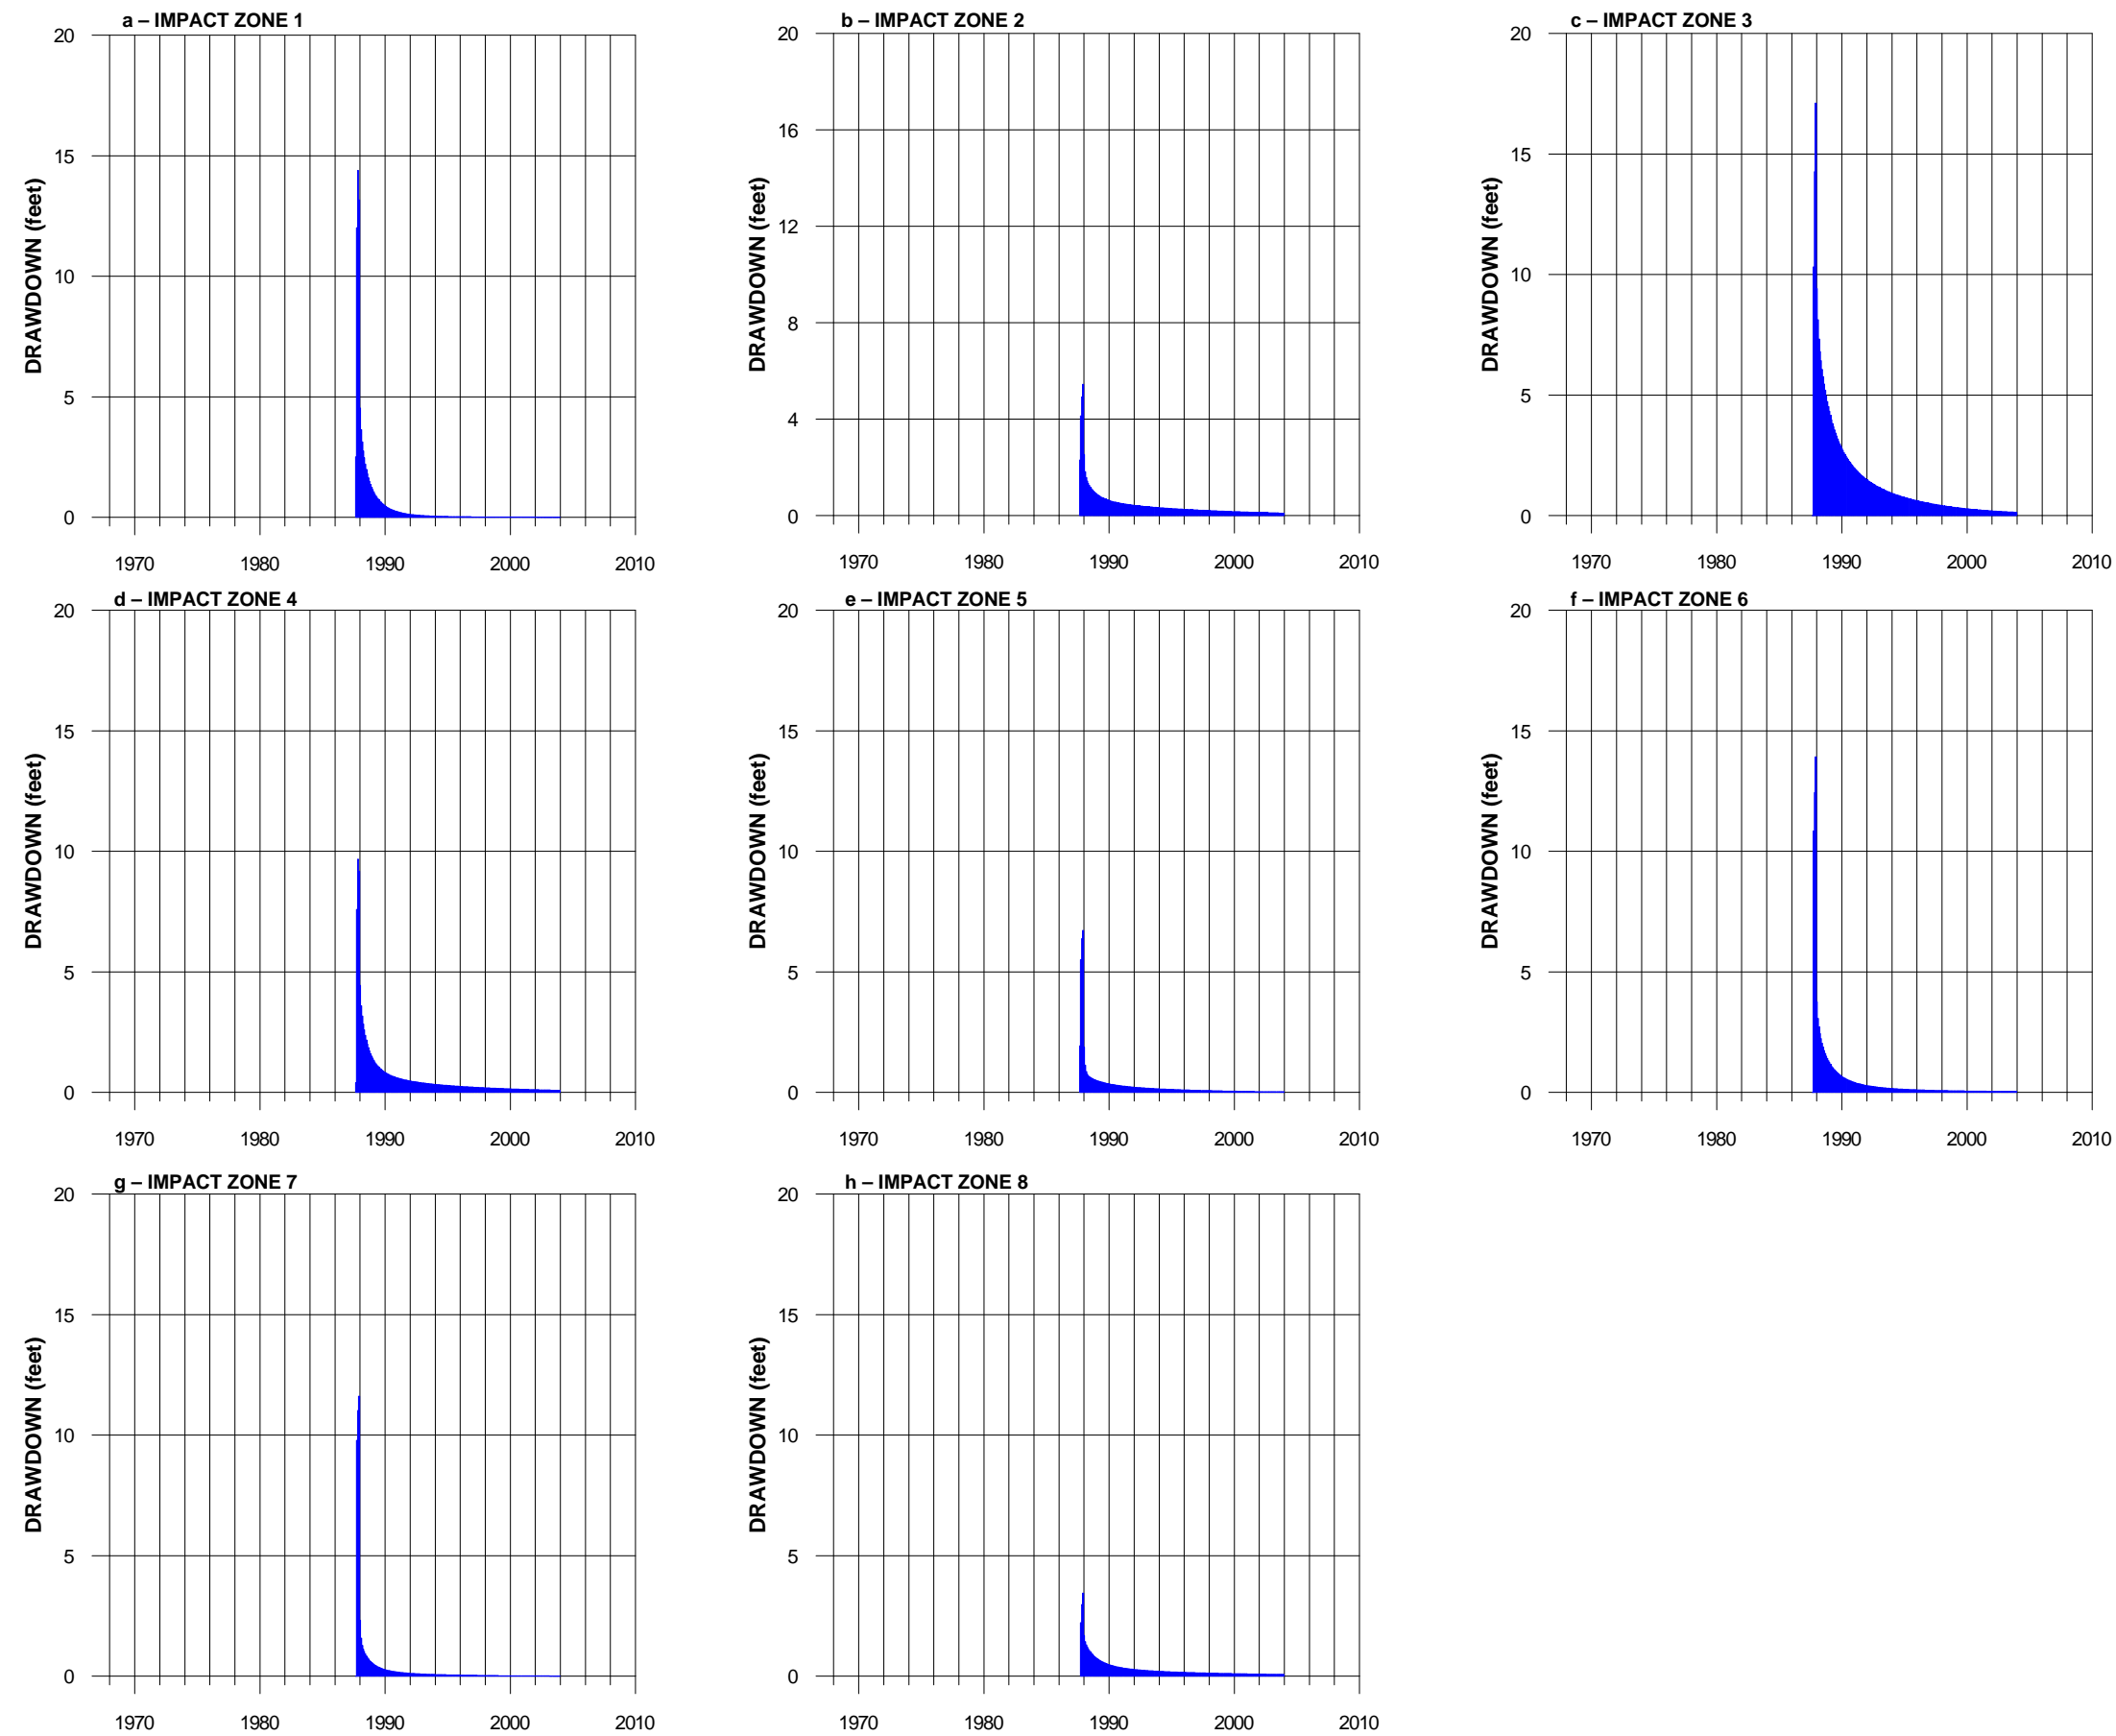 a – IMPACT ZONE 1
20
15
10
5
0
DRAWDOWN (feet)
1970 1980 1990 2000 2010
b – IMPACT ZONE 2
20
16
12
8
4
0
DRAWDOWN (feet)
1970 1980 1990 2000 2010
c – IMPACT ZONE 3
20
15
10
5
0
DRAWDOWN (feet)
1970 1980 1990 2000 2010
d – IMPACT ZONE 4
20
15
10
5
0
DRAWDOWN (feet)
1970 1980 1990 2000 2010
e – IMPACT ZONE 5
20
15
10
5
0
DRAWDOWN (feet)
1970 1980 1990 2000 2010
f – IMPACT ZONE 6
20
15
10
5
0
DRAWDOWN (feet)
1970 1980 1990 2000 2010
g – IMPACT ZONE 7
20
15
10
5
0
DRAWDOWN (feet)
1970 1980 1990 2000 2010
h – IMPACT ZONE 8
20
15
10
5
0
DRAWDOWN (feet)
1970 1980 1990 2000 2010